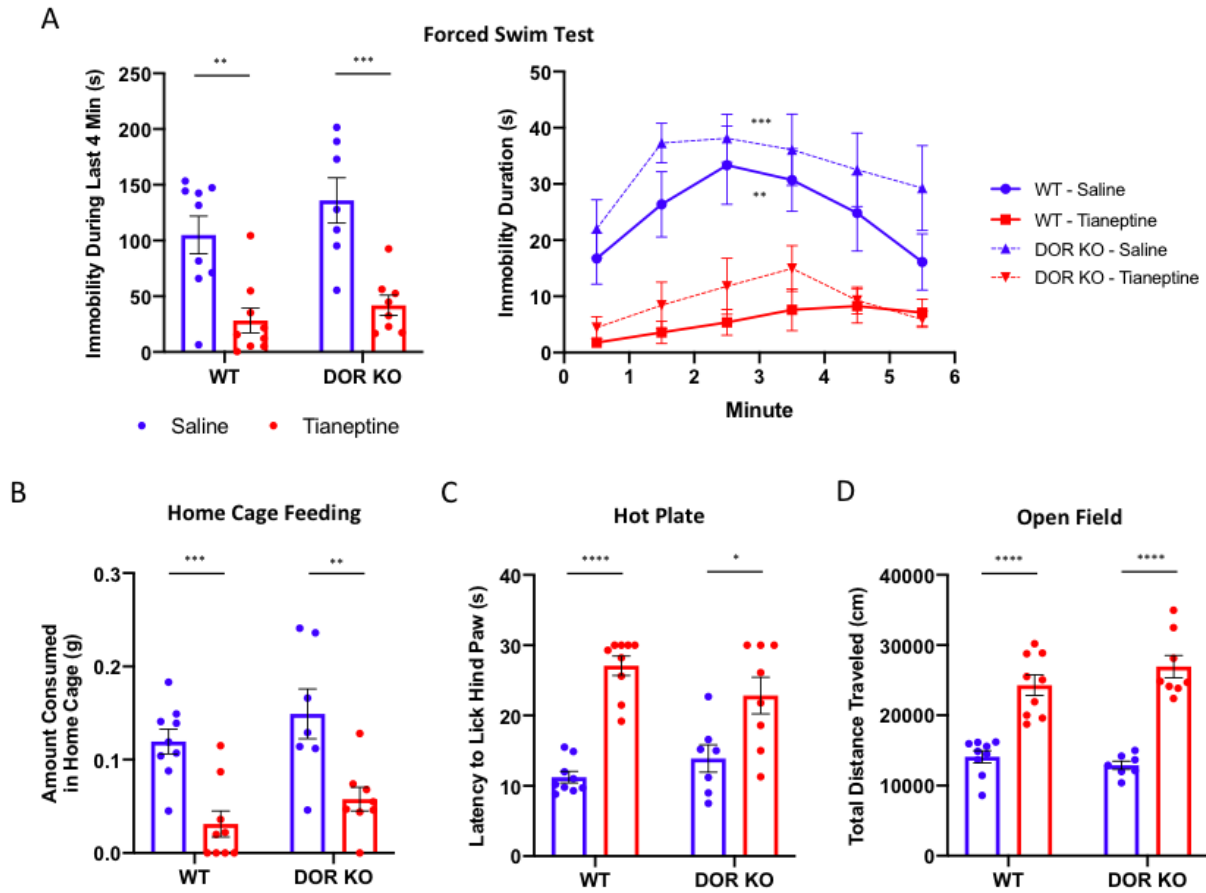 A
Forced Swim Test
Immobility During Last 4 Min (s)
250
200
150
100
50
0
**
***
WT
DOR KO
Saline
Tianeptine
Immobility Duration (s)
50
40
30
20
10
0
***
**
0
1
2
3
4
5
6
Minute
WT - Saline
WT - Tianeptine
DOR KO - Saline
DOR KO - Tianeptine
B
Home Cage Feeding
Amount Consumed
in Home Cage (g)
0.3
0.2
0.1
0.0
***
**
WT
DOR KO
C
Hot Plate
Latency to Lick Hind Paw (s)
40
30
20
10
0
****
*
WT
DOR KO
D
Open Field
Total Distance Traveled (cm)
40000
30000
20000
10000
0
****
****
WT
DOR KO